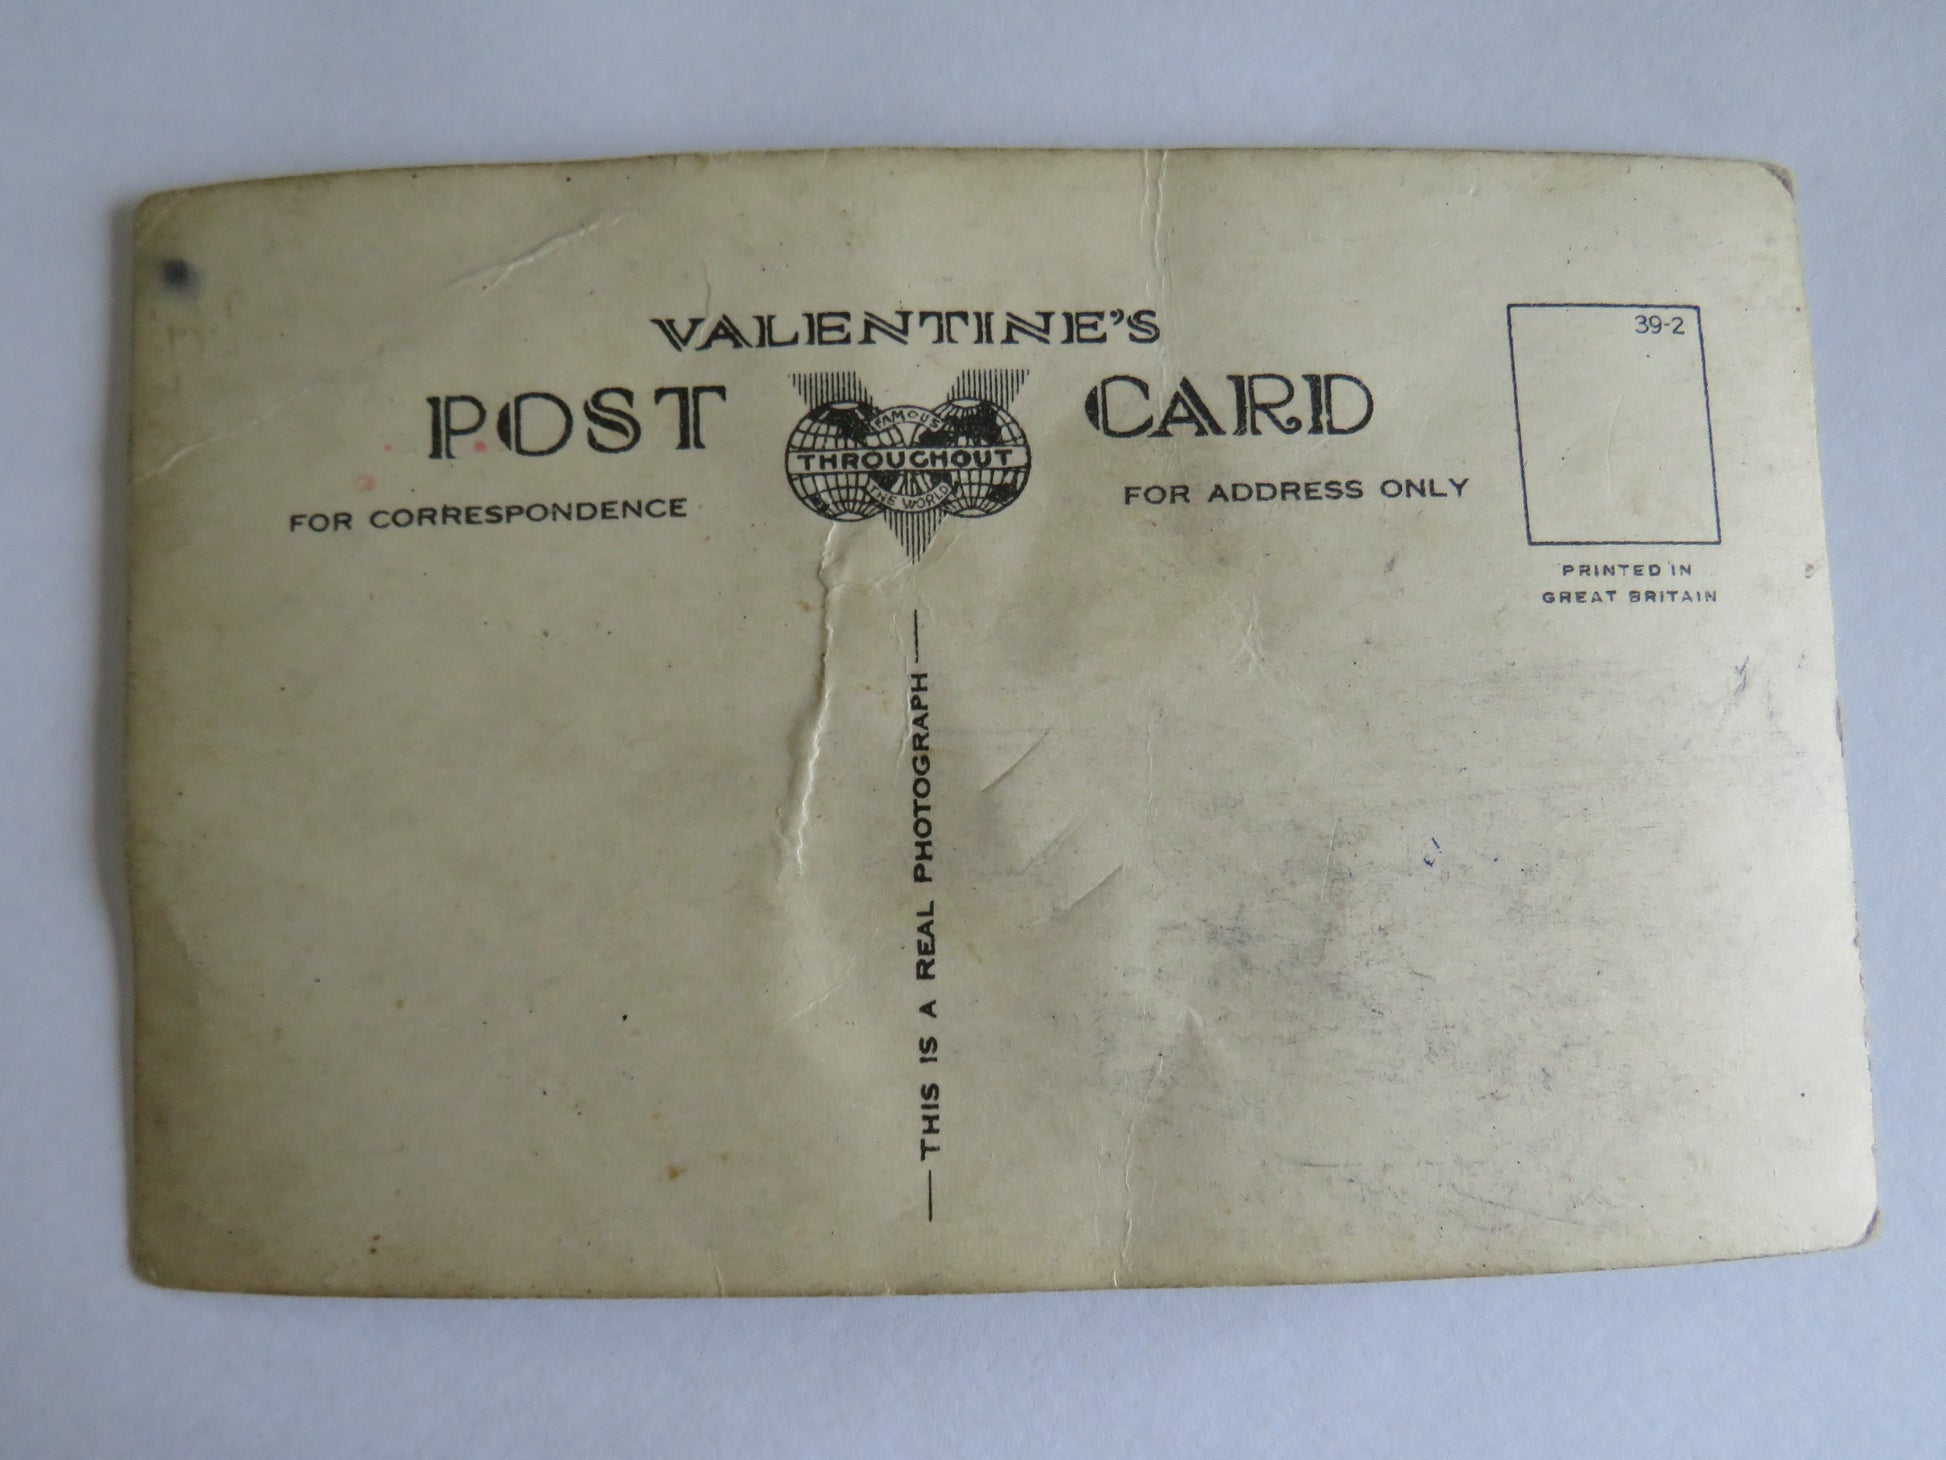 VALENTINE'S
POST CARD
FAMOUS
THROUGHOUT
THE WORLD
FOR CORRESPONDENCE
FOR ADDRESS ONLY
39-2
PRINTED IN
GREAT BRITAIN
THIS IS A REAL PHOTOGRAPH